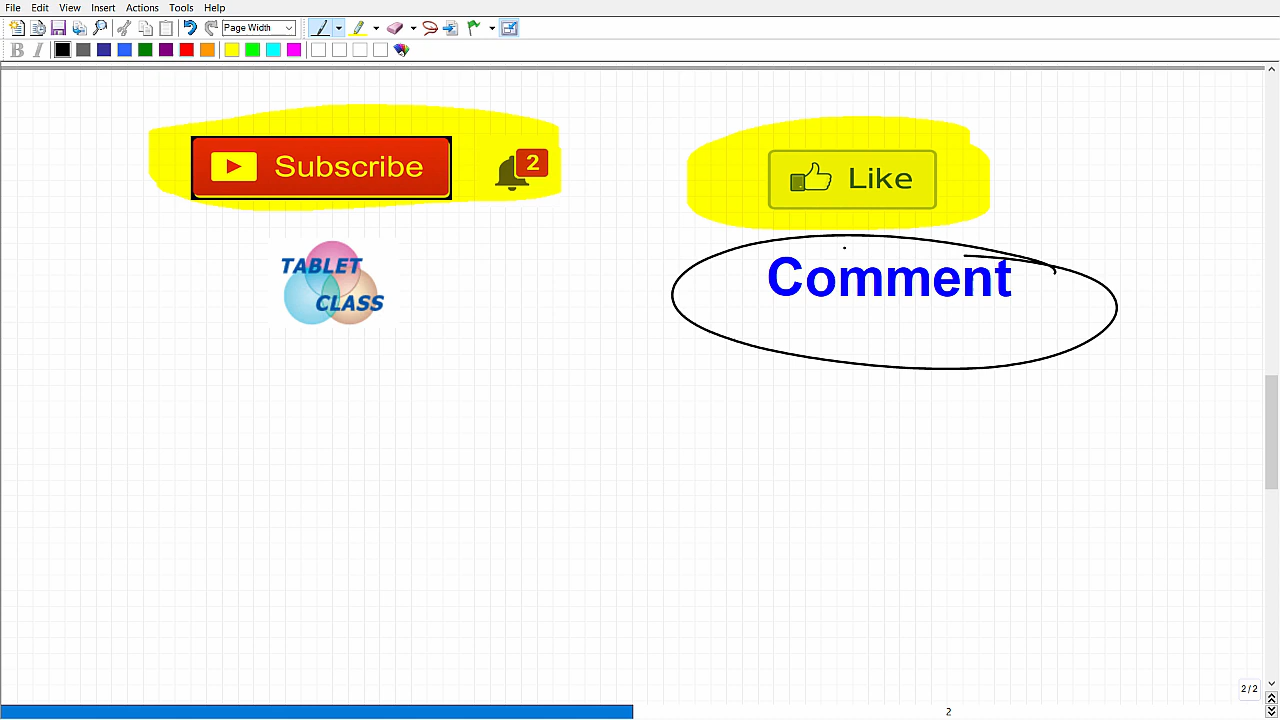 File Edit View Insert Actions Tools Help
Page Width
B I
Subscribe 2
Like
TABLET
CLASS
Comment
2/2
2